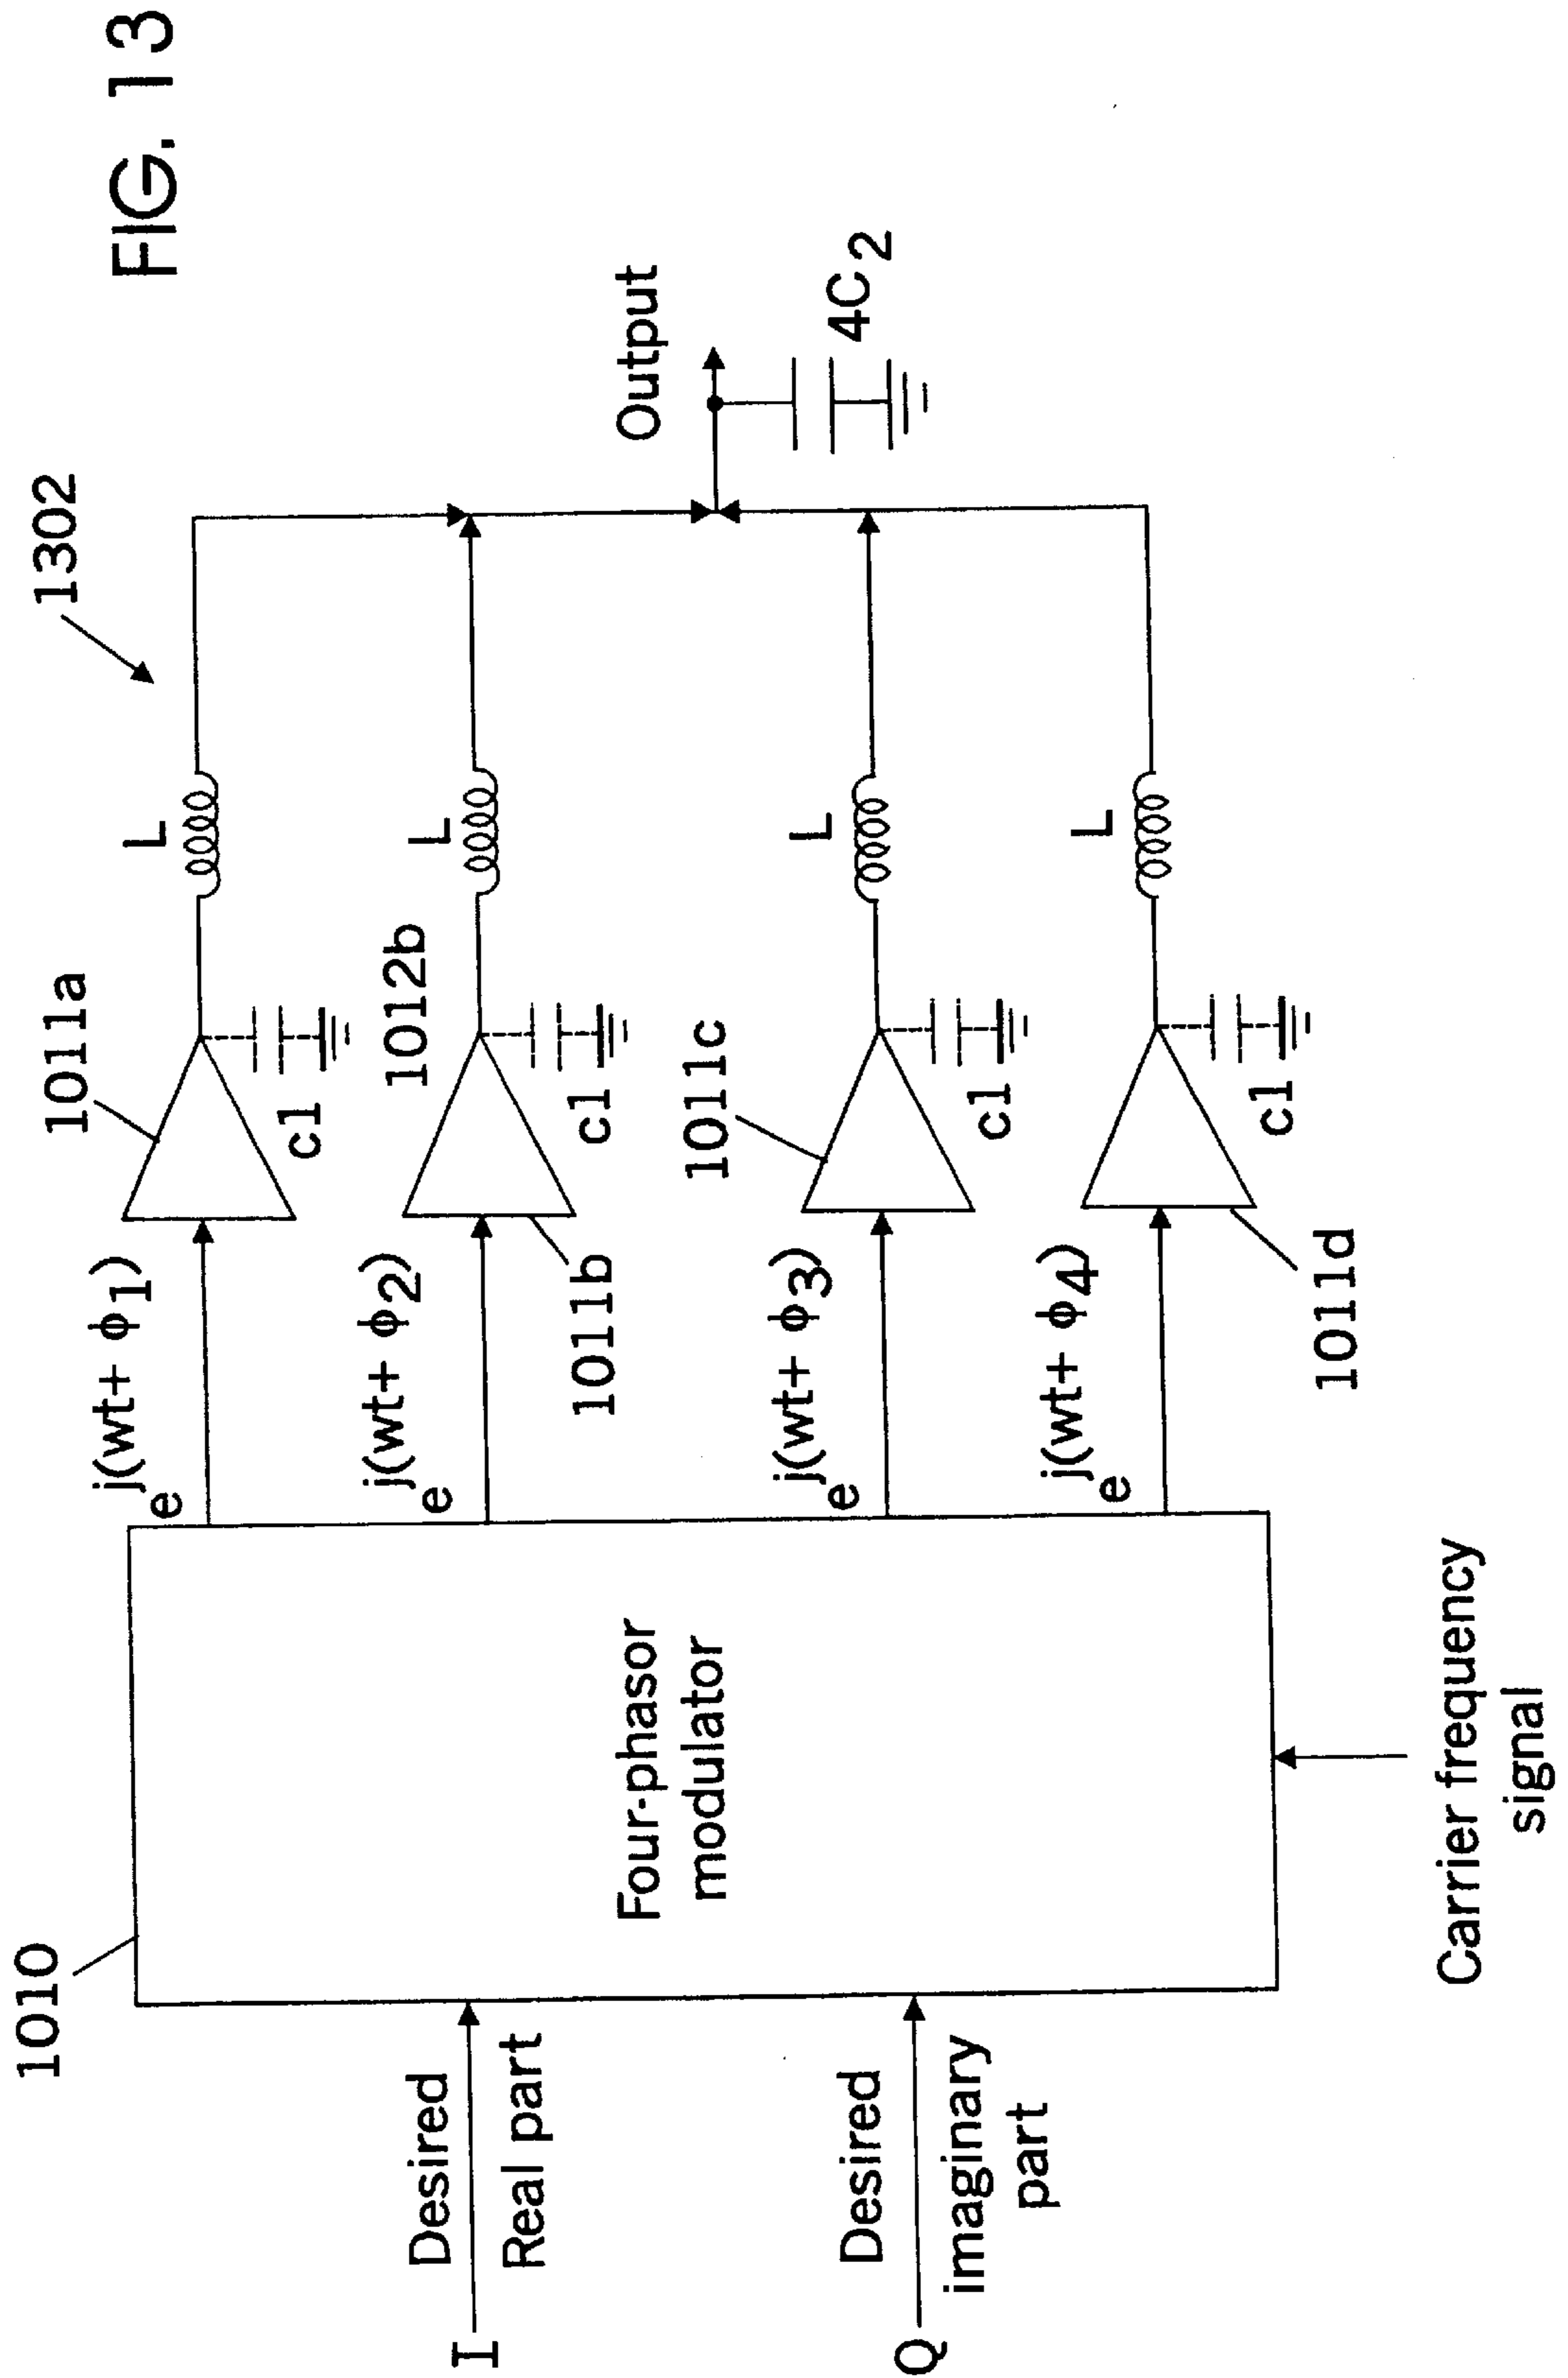 FIG. 13
1302
1010
I
Desired
Real part
Q
Desired
imaginary
part
Four-phasor
modulator
Carrier frequency
signal
e j(wt+ ϕ1)
1011a
c1
L
e j(wt+ ϕ2)
1011b
1012b
c1
L
e j(wt+ ϕ3)
1011c
c1
L
e j(wt+ ϕ4)
1011d
c1
L
Output
4C2